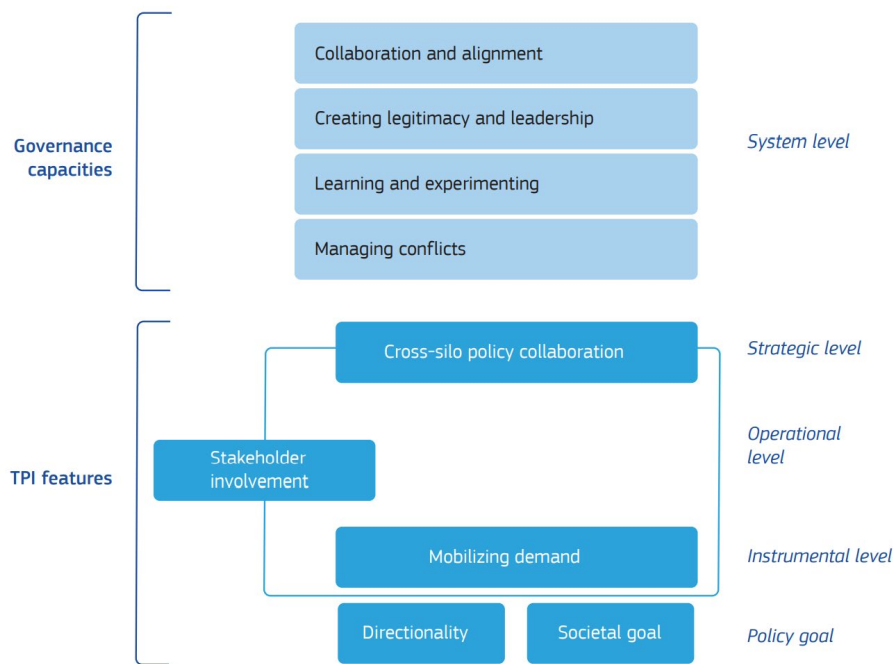 Collaboration and alignment
Creating legitimacy and leadership
Governance
capacities
System level
Learning and experimenting
Managing conflicts
Cross-silo policy collaboration
Strategic level
Operational
level
Stakeholder
involvement
TPI features
Mobilizing demand
Instrumental level
Directionality
Societal goal
Policy goal